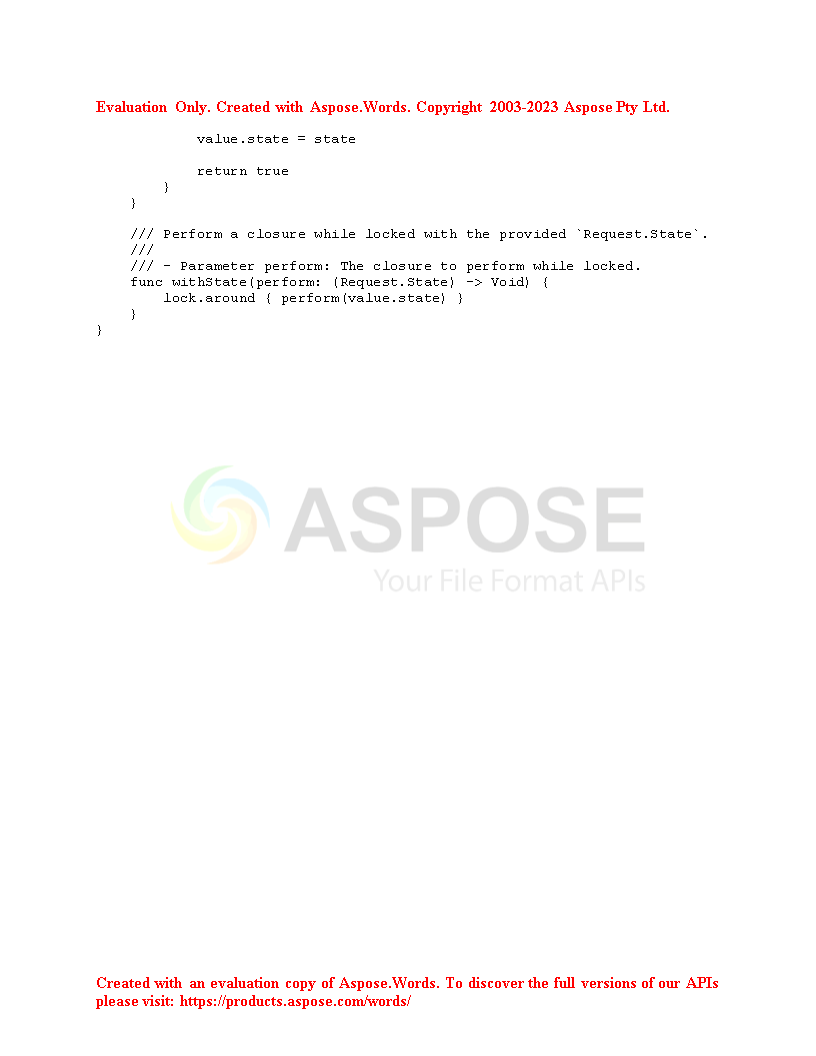 Evaluation Only. Created with Aspose.Words. Copyright 2003-2023 Aspose Pty Ltd.
            value.state = state
            return true
        }
    }
    /// Perform a closure while locked with the provided `Request.State`.
    ///
    /// - Parameter perform: The closure to perform while locked.
    func withState(perform: (Request.State) -> Void) {
        lock.around { perform(value.state) }
    }
}
ASPOSE
Your File Format APIs
Created with an evaluation copy of Aspose.Words. To discover the full versions of our APIs
please visit: https://products.aspose.com/words/